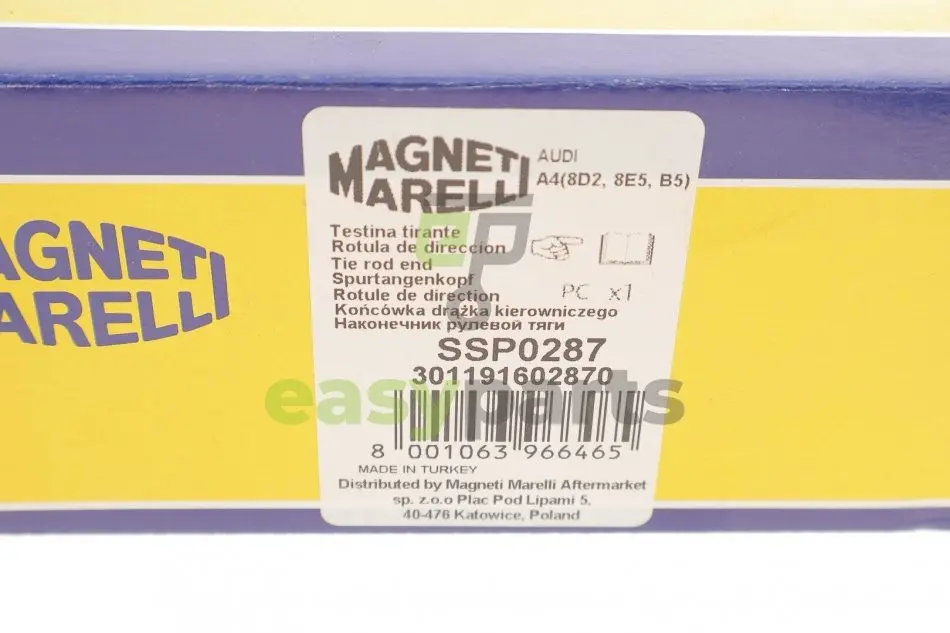 MAGNETI
MARELLI
AUDI
A4(8D2, 8E5, B5)
AGNETI
ARELLI
Testina tirante
Rotula de direccion
Tie rod end
Spurtangenkopf
Rotule de direction
PC x1
Końcówka drążka kierowniczego
Наконечник рулевой тяги
SSP0287
301191602870
easyparts
8 001063 966465
MADE IN TURKEY
Distributed by Magneti Marelli Aftermarket
sp. z.o.o Plac Pod Lipami 5,
40-476 Katowice, Poland